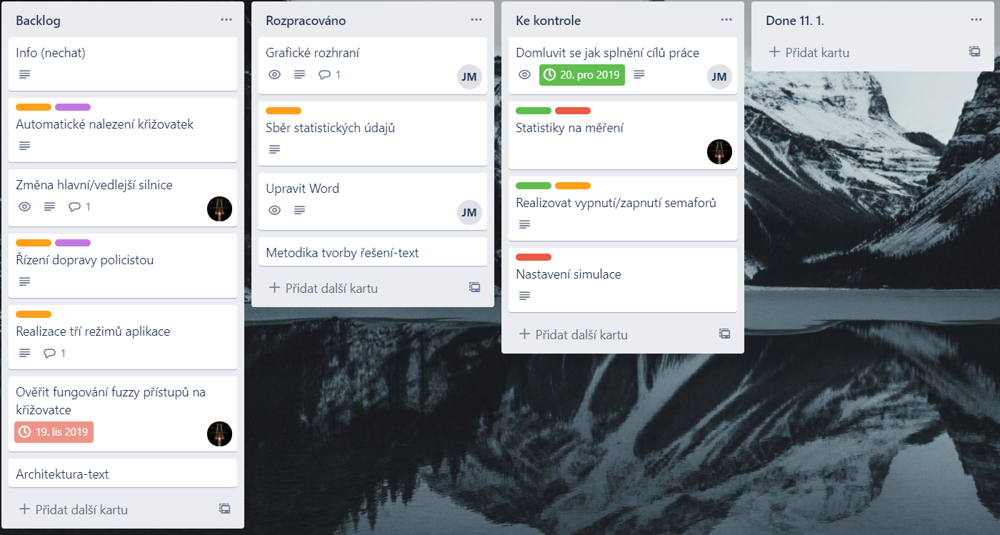 Backlog
Info (nechat)
Automatické nalezení křižovatek
Změna hlavní/vedlejší silnice
1
Řízení dopravy policistou
Realizace tří režimů aplikace
1
Ověřit fungování fuzzy přístupů na
křižovatce
19. lis 2019
Architektura-text
Přidat další kartu
Rozpracováno
Grafické rozhraní
1
JM
Sběr statistických údajů
Upravit Word
JM
Metodika tvorby řešení-text
Přidat další kartu
Ke kontrole
Domluvit se jak splnění cílů práce
20. pro 2019
JM
Statistiky na měření
Realizovat vypnutí/zapnutí semaforů
Nastavení simulace
Přidat další kartu
Done 11. 1.
Přidat kartu